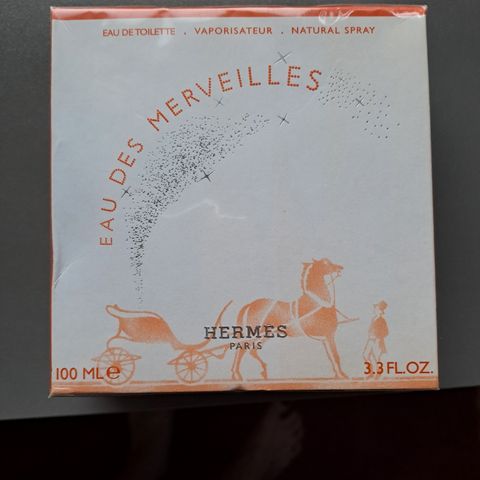 EAU DE TOILETTE . VAPORISATEUR . NATURAL SPRAY
EAU DES MERVEILLES
HERMES
PARIS
100 ML e
3.3 FL.OZ.